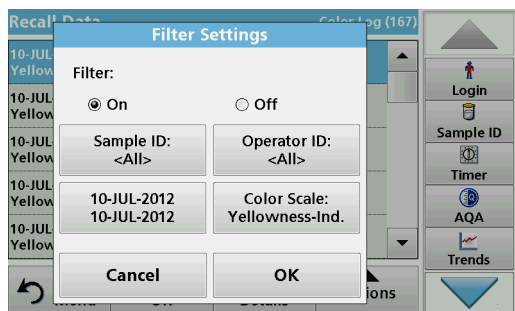 Recall Data
Color Log (167)
Filter Settings
10-JUL
Yellow
Filter:
On
Off
10-JUL
Yellow
Sample ID:
<All>
Operator ID:
<All>
10-JUL
Yellow
10-JUL
Yellow
10-JUL-2012
10-JUL-2012
Color Scale:
Yellowness-Ind.
10-JUL
Yellow
Cancel
OK
Login
Sample ID
Timer
AQA
Trends